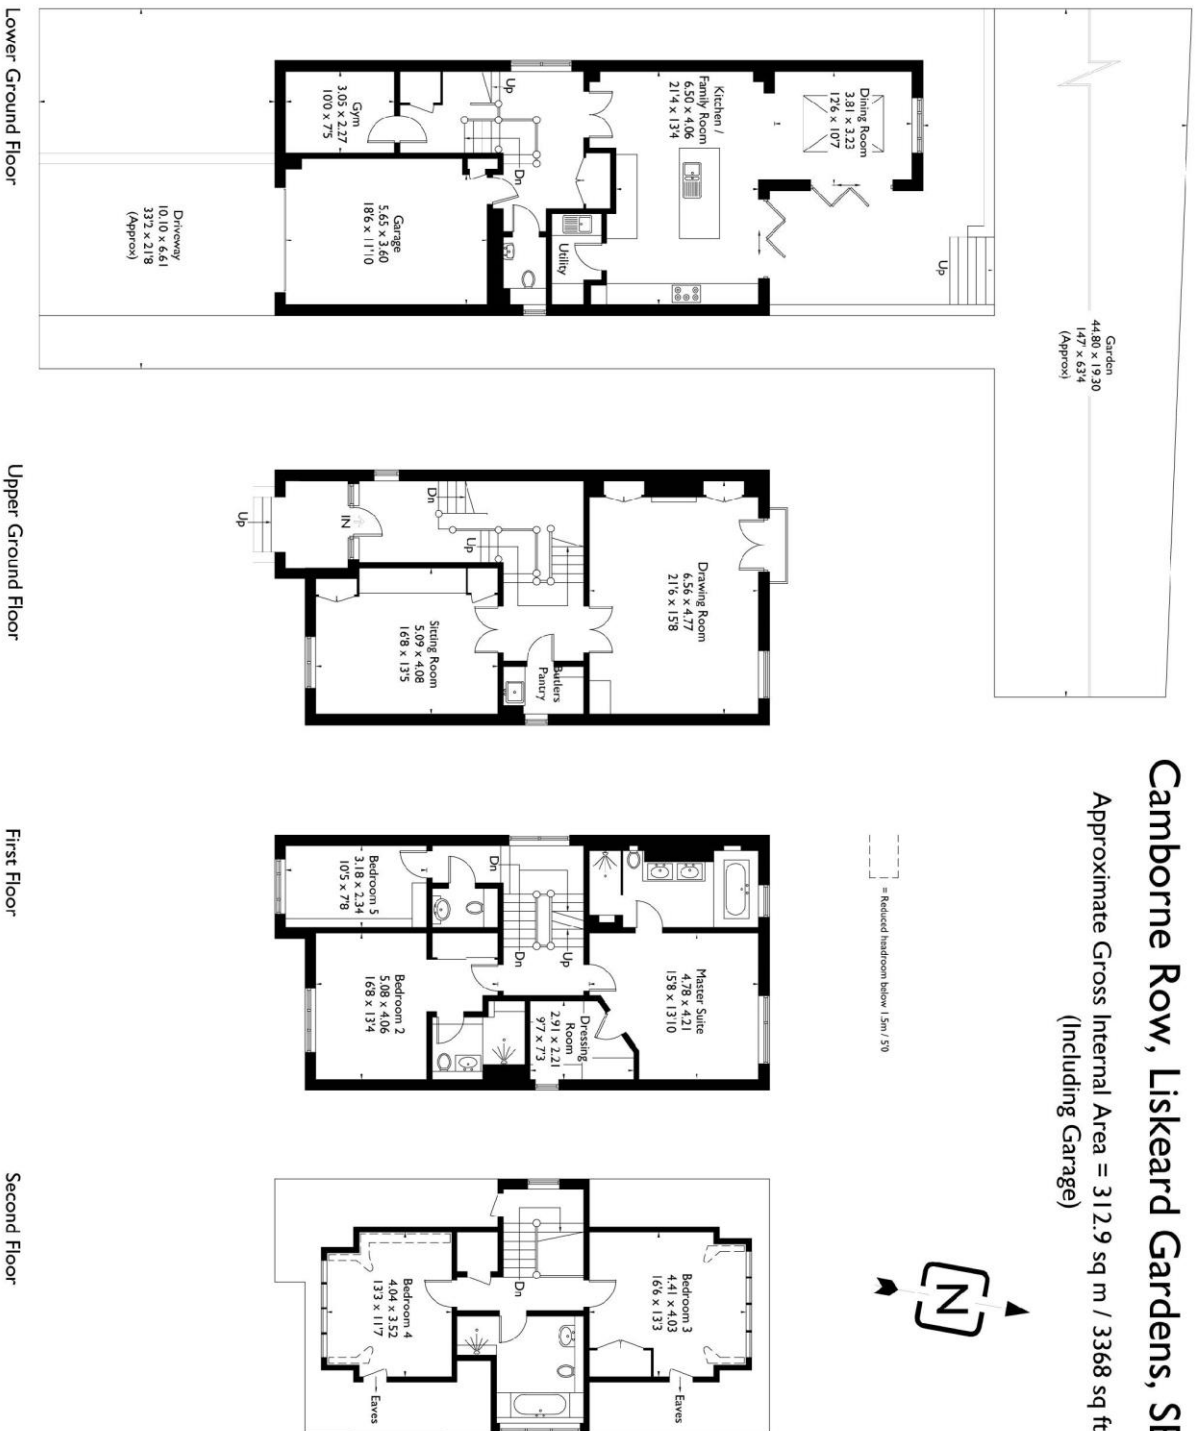 Camborne Row, Liskeard Gardens,
Approximate Gross Internal Area = 312.9 sq m / 3368 sq ft
(Including Garage)
N
= Reduced headroom below 1.5m / 5'0
Garden
44.80 x 19.30
147' x 63'4
(Approx)
Up
Dining Room
3.81 x 3.23
12'6 x 10'7
Kitchen /
Family Room
6.50 x 4.06
21'4 x 13'4
Utility
Up
Dn
Gym
3.05 x 2.27
10'0 x 7'5
Garage
5.65 x 3.60
18'6 x 11'10
Driveway
10.10 x 6.61
33'2 x 21'8
(Approx)
Lower Ground Floor
Drawing Room
6.56 x 4.77
21'6 x 15'8
Butlers
Pantry
Up
Dn
Sitting Room
5.09 x 4.08
16'8 x 13'5
IN
Up
Upper Ground Floor
Master Suite
4.78 x 4.21
15'8 x 13'10
Dressing
Room
2.91 x 2.21
9'7 x 7'3
Up
Dn
Dn
Bedroom 2
5.08 x 4.06
16'8 x 13'4
Bedroom 5
3.18 x 2.34
10'5 x 7'8
First Floor
Bedroom 3
4.41 x 4.03
16'6 x 13'3
Eaves
Dn
Bedroom 4
4.04 x 3.52
13'3 x 11'7
Eaves
Second Floor